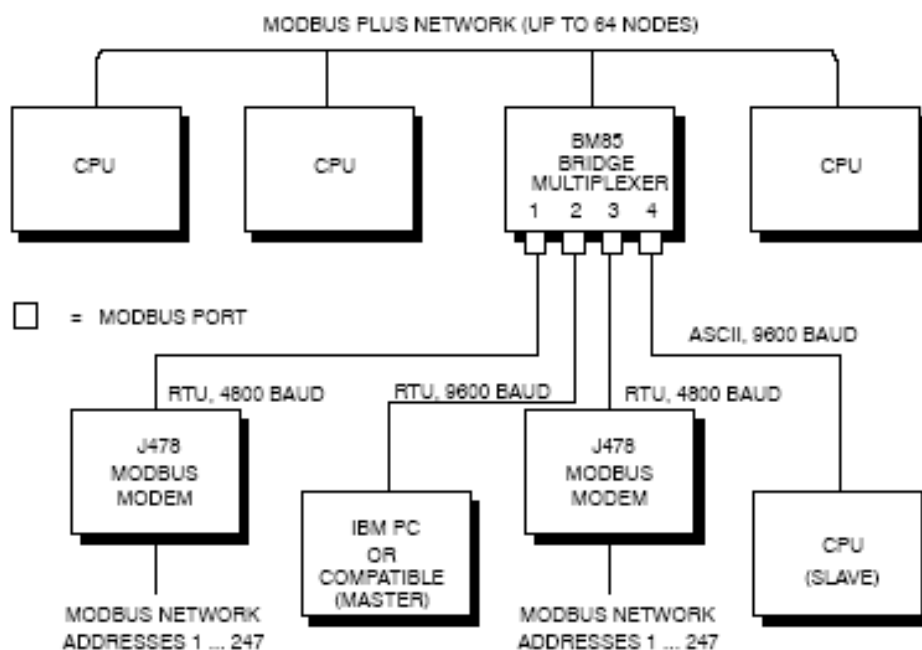 MODBUS PLUS NETWORK (UP TO 64 NODES)
CPU
CPU
BM85
BRIDGE
MULTIPLEXER
1 2 3 4
CPU
= MODBUS PORT
ASCII, 9600 BAUD
RTU, 4800 BAUD
RTU, 9600 BAUD
RTU, 4800 BAUD
J478
MODBUS
MODEM
IBM PC
OR
COMPATIBLE
(MASTER)
J478
MODBUS
MODEM
CPU
(SLAVE)
MODBUS NETWORK
ADDRESSES 1 ... 247
MODBUS NETWORK
ADDRESSES 1 ... 247